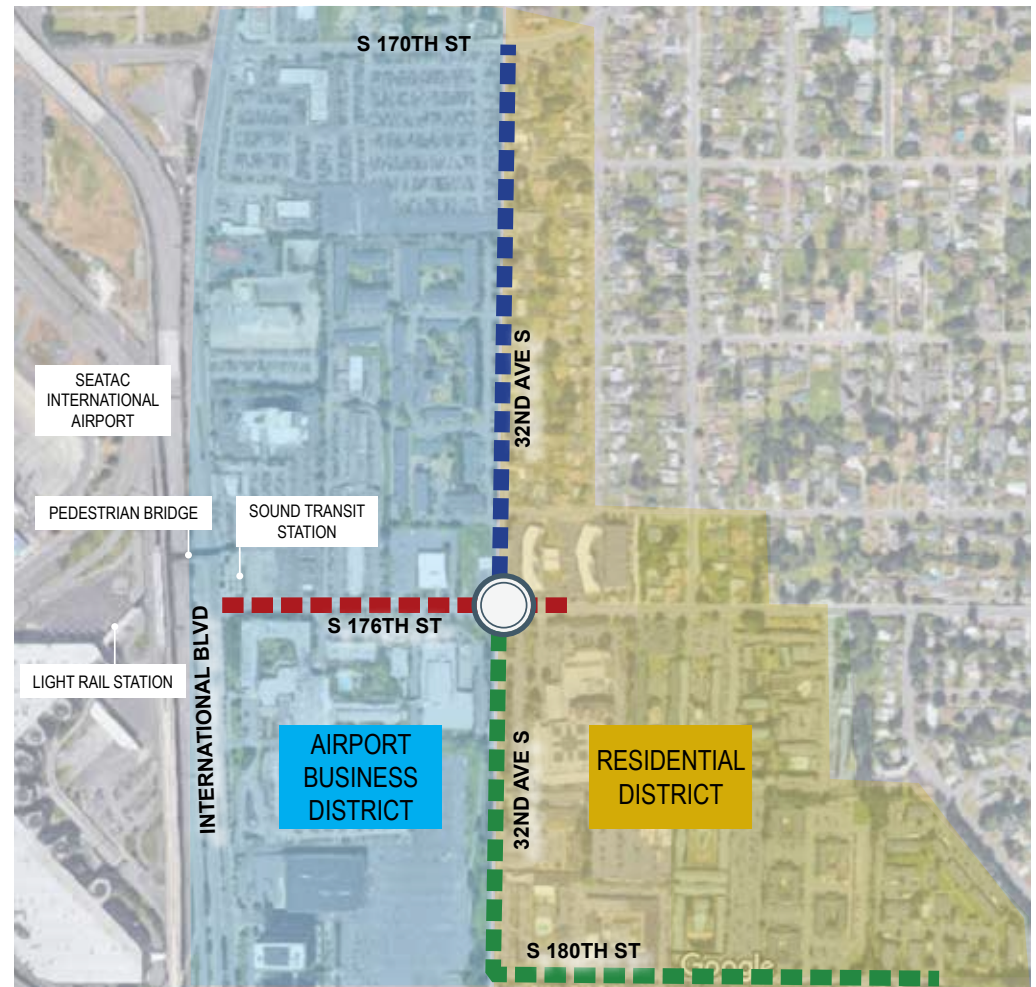 S 170TH ST
32ND AVE S
SEATAC
INTERNATIONAL
AIRPORT
PEDESTRIAN BRIDGE
SOUND TRANSIT
STATION
S 176TH ST
LIGHT RAIL STATION
INTERNATIONAL BLVD
AIRPORT
BUSINESS
DISTRICT
32ND AVE S
RESIDENTIAL
DISTRICT
S 180TH ST
Google